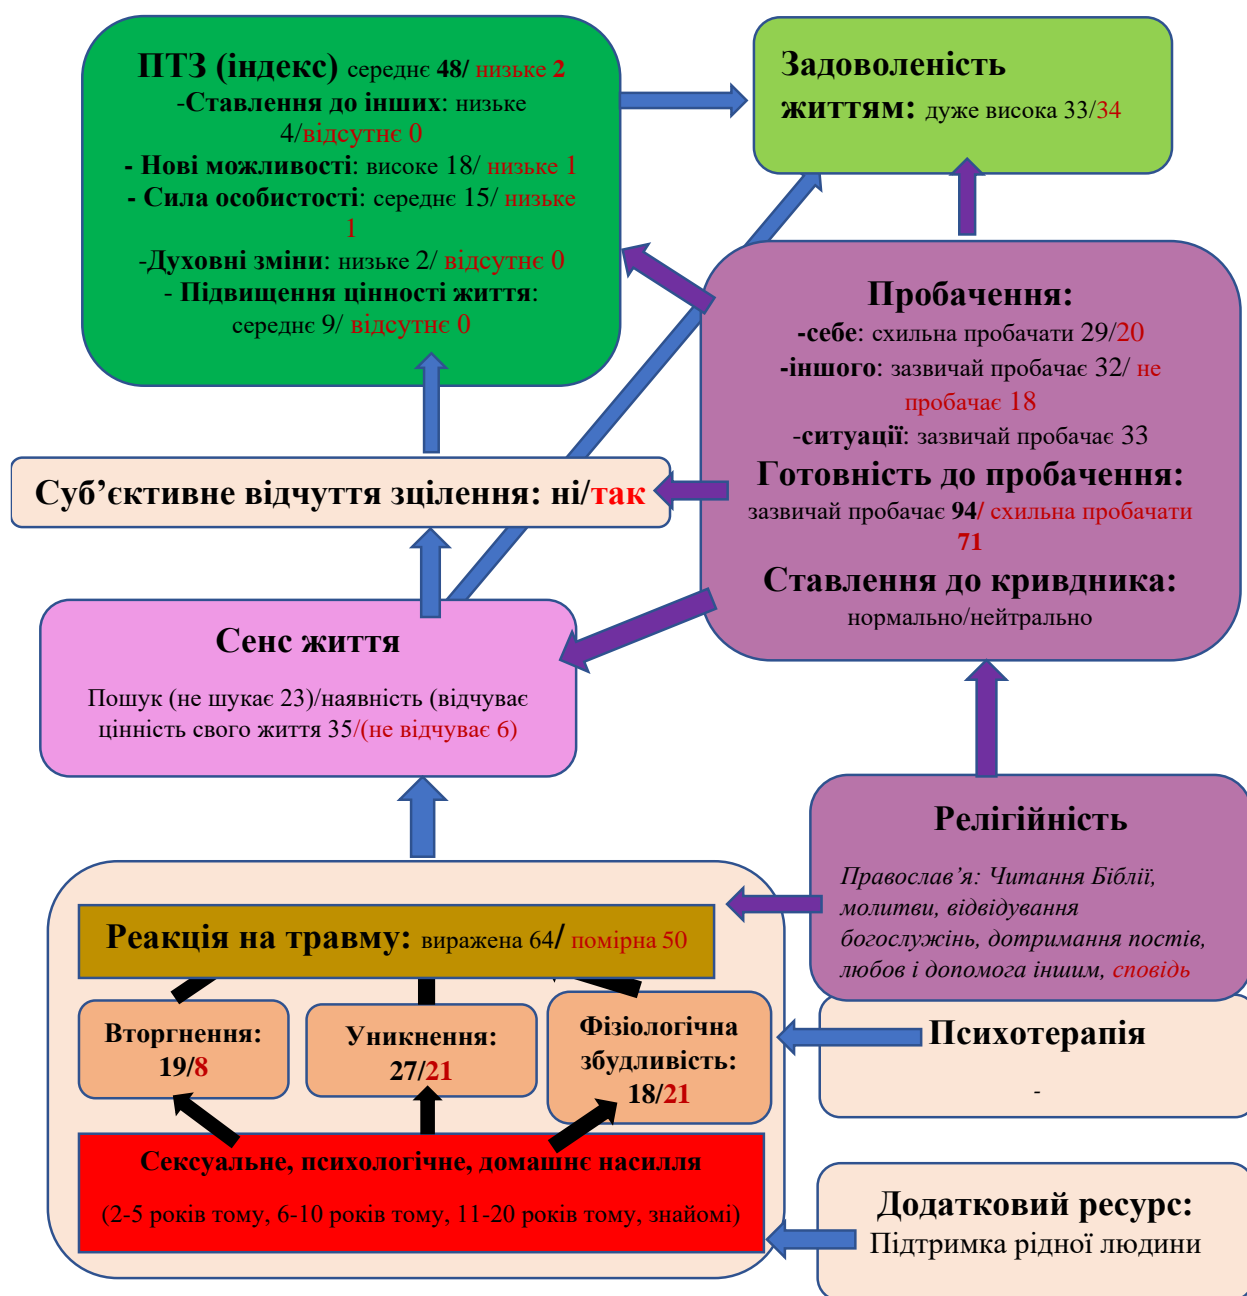 ПТЗ (індекс) середнє 48/ низьке 2
-Ставлення до інших: низьке
4/відсутнє 0
- Нові можливості: високе 18/ низьке 1
- Сила особистості: середнє 15/ низьке
1
-Духовні зміни: низьке 2/ відсутнє 0
- Підвищення цінності життя:
середнє 9/ відсутнє 0
Задоволеність
життям: дуже висока 33/34
Пробачення:
-себе: схильна пробачати 29/20
-іншого: зазвичай пробачає 32/ не
пробачає 18
-ситуації: зазвичай пробачає 33
Готовність до пробачення:
зазвичай пробачає 94/ схильна пробачати
71
Ставлення до кривдника:
нормально/нейтрально
Суб’єктивне відчуття зцілення: ні/так
Сенс життя
Пошук (не шукає 23)/наявність (відчуває
цінність свого життя 35/(не відчуває 6)
Релігійність
Православ’я: Читання Біблії,
молитви, відвідування
богослужінь, дотримання постів,
любов і допомога іншим, сповідь
Реакція на травму: виражена 64/ помірна 50
Вторгнення:
19/8
Уникнення:
27/21
Фізіологічна
збудливість:
18/21
Психотерапія
-
Сексуальне, психологічне, домашнє насилля
(2-5 років тому, 6-10 років тому, 11-20 років тому, знайомі)
Додатковий ресурс:
Підтримка рідної людини